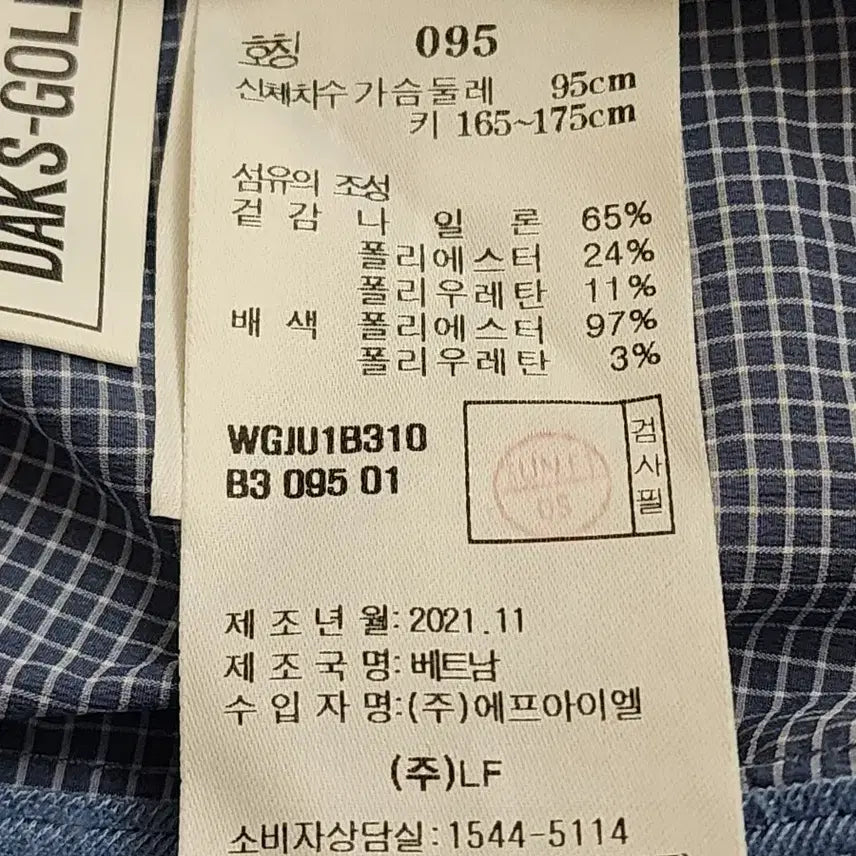 DAKS-GOL
호칭 095
신체치수 가슴둘레 95cm
키 165~175cm
섬유의 조성
겉 감 나 일 론 65%
폴리에스터 24%
폴리우레탄 11%
배 색 폴리에스터 97%
폴리우레탄 3%
WGJU1B310
B3 095 01
05
검사필
제 조 년 월: 2021.11
제 조 국 명: 베트남
수 입 자 명:(주)에프아이엘
(주)LF
소비자상담실:1544-5114